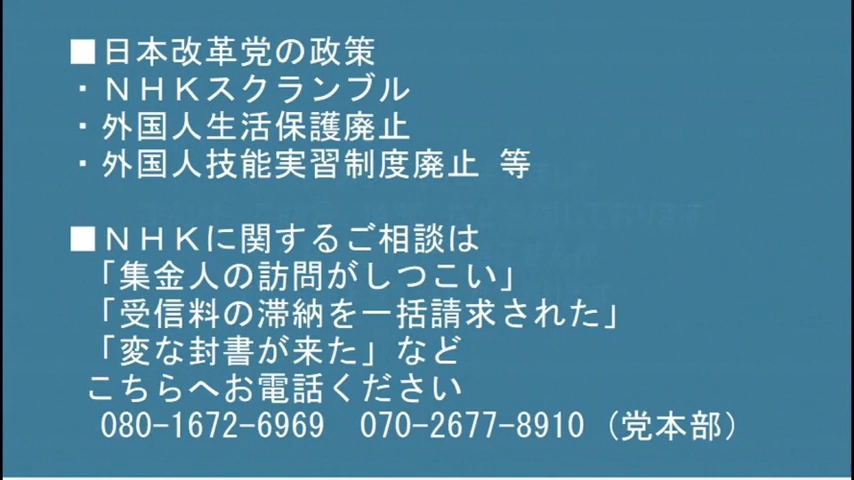 ■日本改革党の政策
・ＮＨＫスクランブル
・外国人生活保護廃止
・外国人技能実習制度廃止 等
■ＮＨＫに関するご相談は
「集金人の訪問がしつこい」
「受信料の滞納を一括請求された」
「変な封書が来た」など
こちらへお電話ください
080-1672-6969 070-2677-8910（党本部）